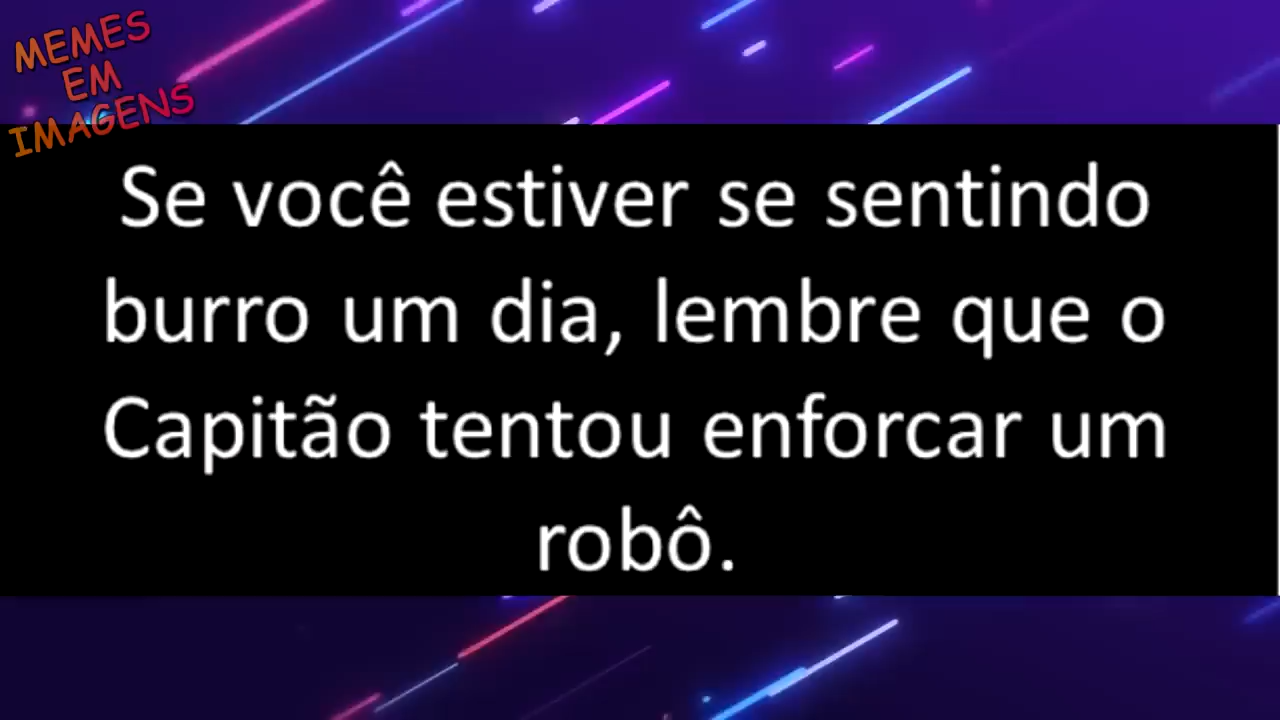 MEMES
EM
IMAGENS
Se você estiver se sentindo
burro um dia, lembre que o
Capitão tentou enforcar um
robô.